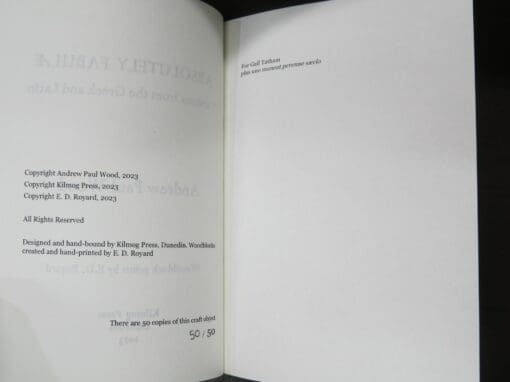 Copyright Andrew Paul Wood, 2023
Copyright Kilmog Press, 2023
Copyright E. D. Royard, 2023
All Rights Reserved
Designed and hand-bound by Kilmog Press, Dunedin. Woodblocks
created and hand-printed by E. D. Royard
There are 50 copies of this craft object
50/50
For Gail Tatham
plus uno maneat perenne saeclo